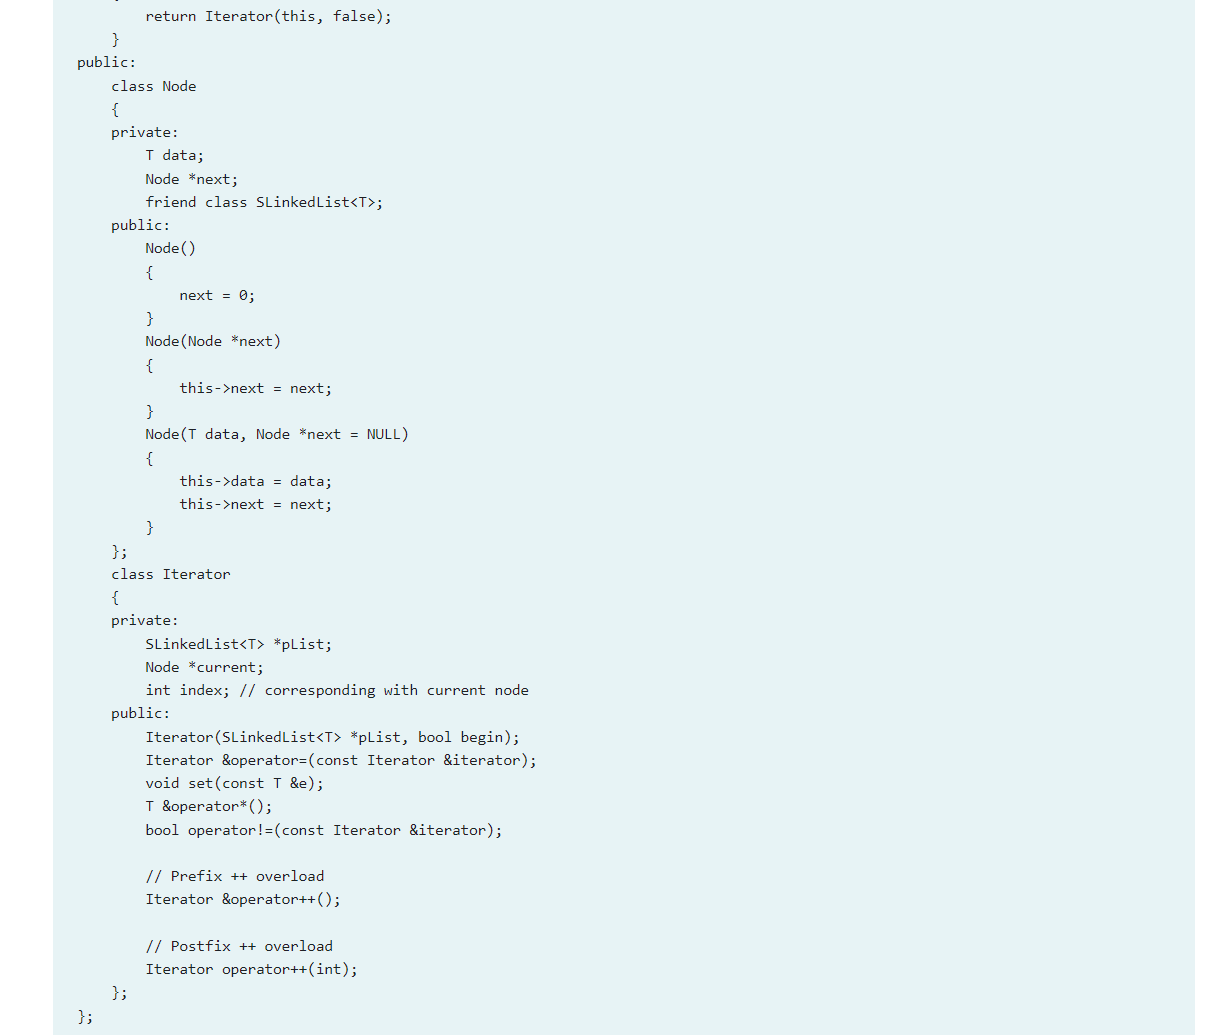 return Iterator(this, false);
    }
public:
    class Node
    {
    private:
        T data;
        Node *next;
        friend class SLinkedList<T>;
    public:
        Node()
        {
            next = 0;
        }
        Node(Node *next)
        {
            this->next = next;
        }
        Node(T data, Node *next = NULL)
        {
            this->data = data;
            this->next = next;
        }
    };
    class Iterator
    {
    private:
        SLinkedList<T> *pList;
        Node *current;
        int index; // corresponding with current node
    public:
        Iterator(SLinkedList<T> *pList, bool begin);
        Iterator &operator=(const Iterator &iterator);
        void set(const T &e);
        T &operator*();
        bool operator!=(const Iterator &iterator);

        // Prefix ++ overload
        Iterator &operator++();

        // Postfix ++ overload
        Iterator operator++(int);
    };
};